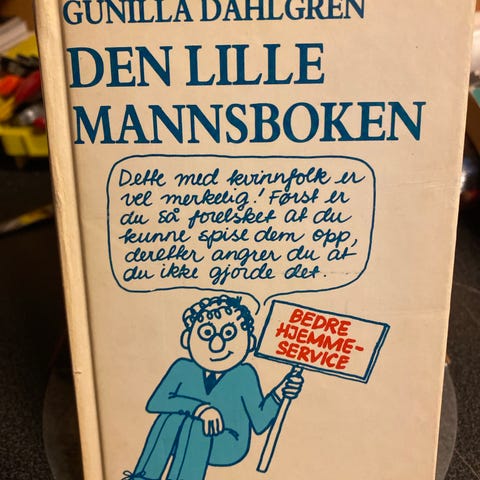 GUNILLA DAHLGREN
DEN LILLE
MANNSBOKEN
Dette med kvinnfolk er
vel merkelig! Først er
du så forelsket at du
kunne spise dem opp,
deretter angrer du at
du ikke gjorde det.
BEDRE
HJEMME-
SERVICE